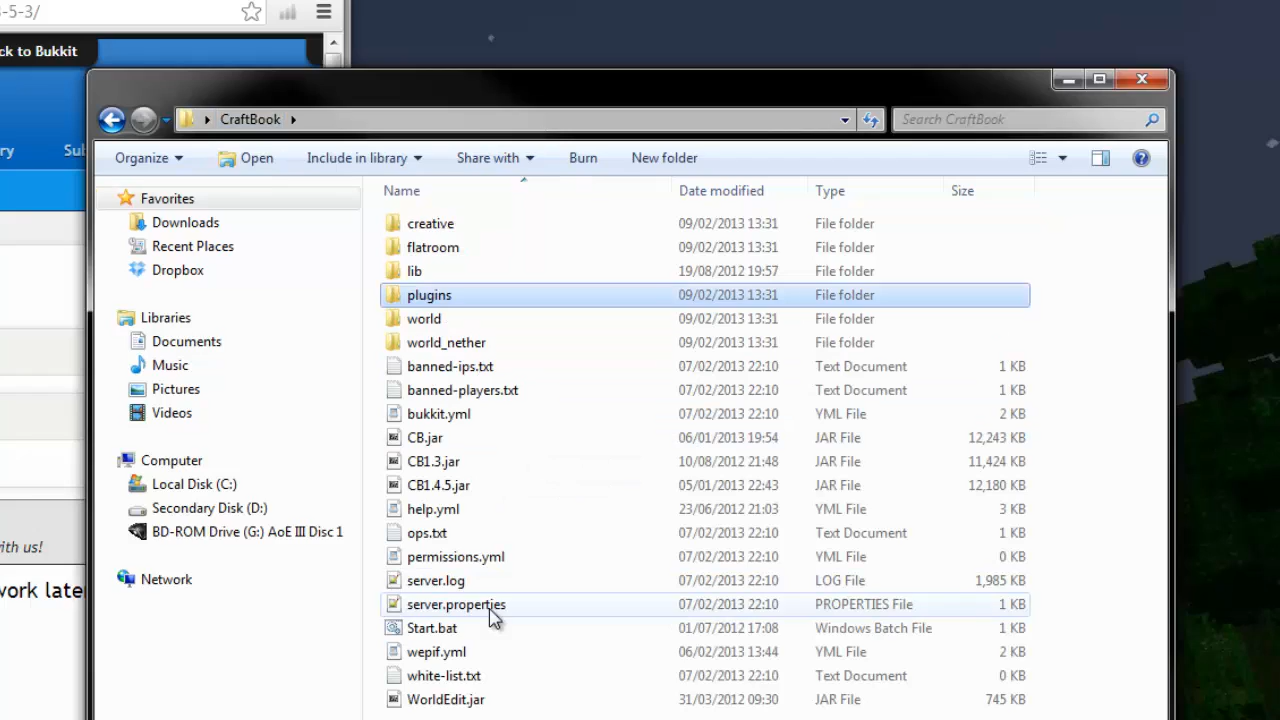 -5-3/
ck to Bukkit
ry Sul
ith us!
work late
CraftBook
Search CraftBook
Organize Open Include in library Share with Burn New folder
Favorites
Downloads
Recent Places
Dropbox
Libraries
Documents
Music
Pictures
Videos
Computer
Local Disk (C:)
Secondary Disk (D:)
BD-ROM Drive (G:) AoE III Disc 1
Network
Name Date modified Type Size
creative 09/02/2013 13:31 File folder
flatroom 09/02/2013 13:31 File folder
lib 19/08/2012 19:57 File folder
plugins 09/02/2013 13:31 File folder
world 09/02/2013 13:31 File folder
world_nether 09/02/2013 13:31 File folder
banned-ips.txt 07/02/2013 22:10 Text Document 1 KB
banned-players.txt 07/02/2013 22:10 Text Document 1 KB
bukkit.yml 07/02/2013 22:10 YML File 2 KB
CB.jar 06/01/2013 19:54 JAR File 12,243 KB
CB1.3.jar 10/08/2012 21:48 JAR File 11,424 KB
CB1.4.5.jar 05/01/2013 22:43 JAR File 12,180 KB
help.yml 23/06/2012 21:03 YML File 3 KB
ops.txt 07/02/2013 22:10 Text Document 1 KB
permissions.yml 07/02/2013 22:10 YML File 0 KB
server.log 07/02/2013 22:10 LOG File 1,985 KB
server.properties 07/02/2013 22:10 PROPERTIES File 1 KB
Start.bat 01/07/2012 17:08 Windows Batch File 1 KB
wepif.yml 06/02/2013 13:44 YML File 2 KB
white-list.txt 07/02/2013 22:10 Text Document 0 KB
WorldEdit.jar 31/03/2012 09:30 JAR File 745 KB